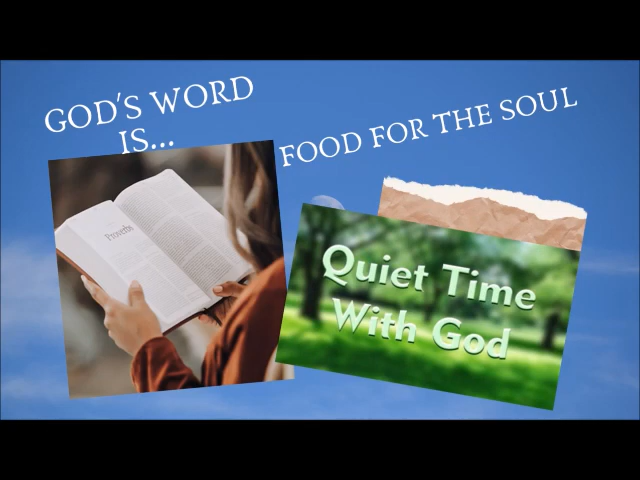 GOD'S WORD
IS...
FOOD FOR THE SOUL
Proverbs
Quiet Time
With God